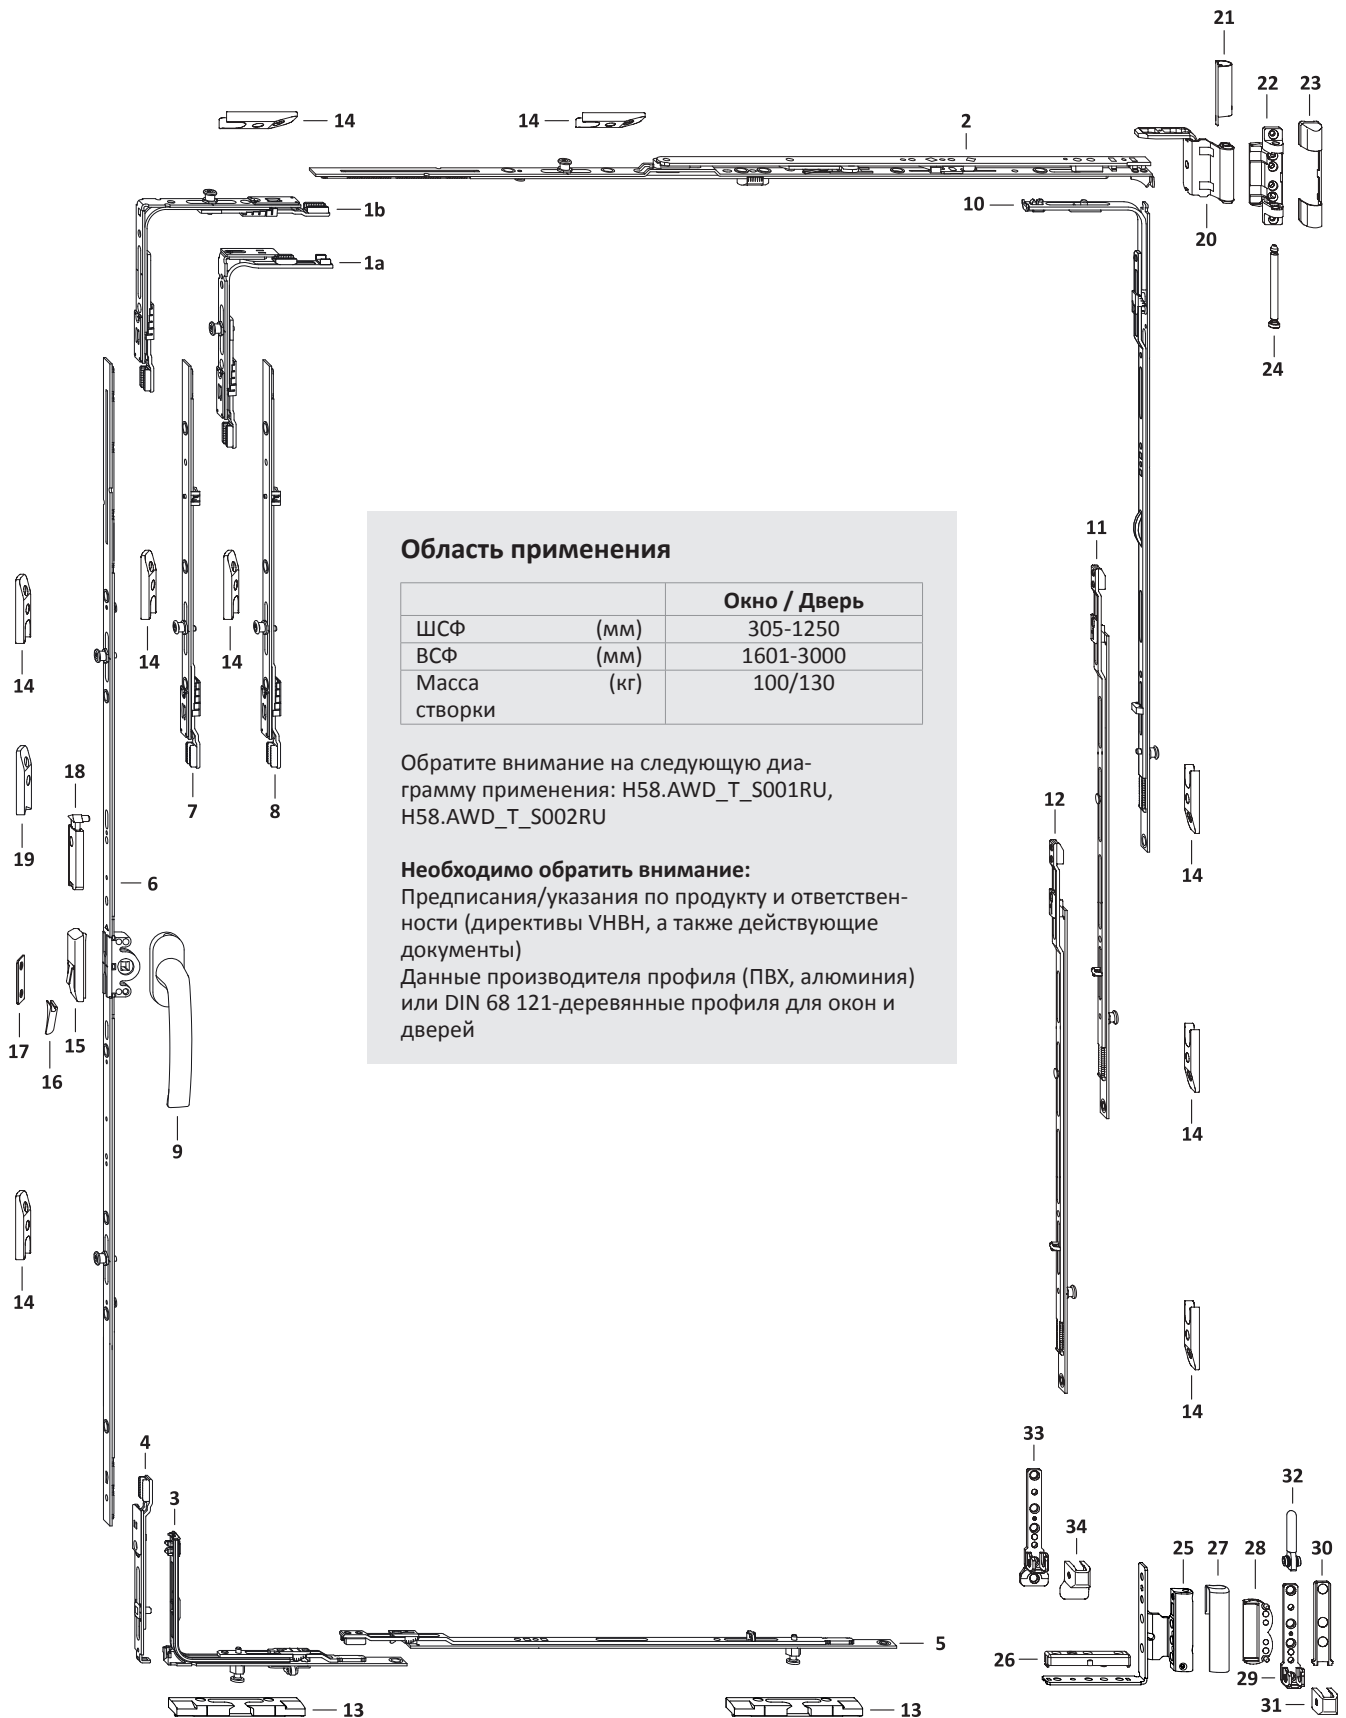 21
22
23
14
14
2
1b
10
20
1a
24
11
Область применения
Окно / Дверь
ШСФ (мм) 305-1250
ВСФ (мм) 1601-3000
Масса (кг) 100/130
створки
14
14
14
18
7
8
12
19
6
14
Обратите внимание на следующую диа-
грамму применения: H58.AWD_T_S001RU,
H58.AWD_T_S002RU
Необходимо обратить внимание:
Предписания/указания по продукту и ответствен-
ности (директивы VHBH, а также действующие
документы)
Данные производителя профиля (ПВХ, алюминия)
или DIN 68 121-деревянные профиля для окон и
дверей
17
15
16
9
14
14
14
4
33
32
3
34
25
27
28
30
5
26
29
31
13
13